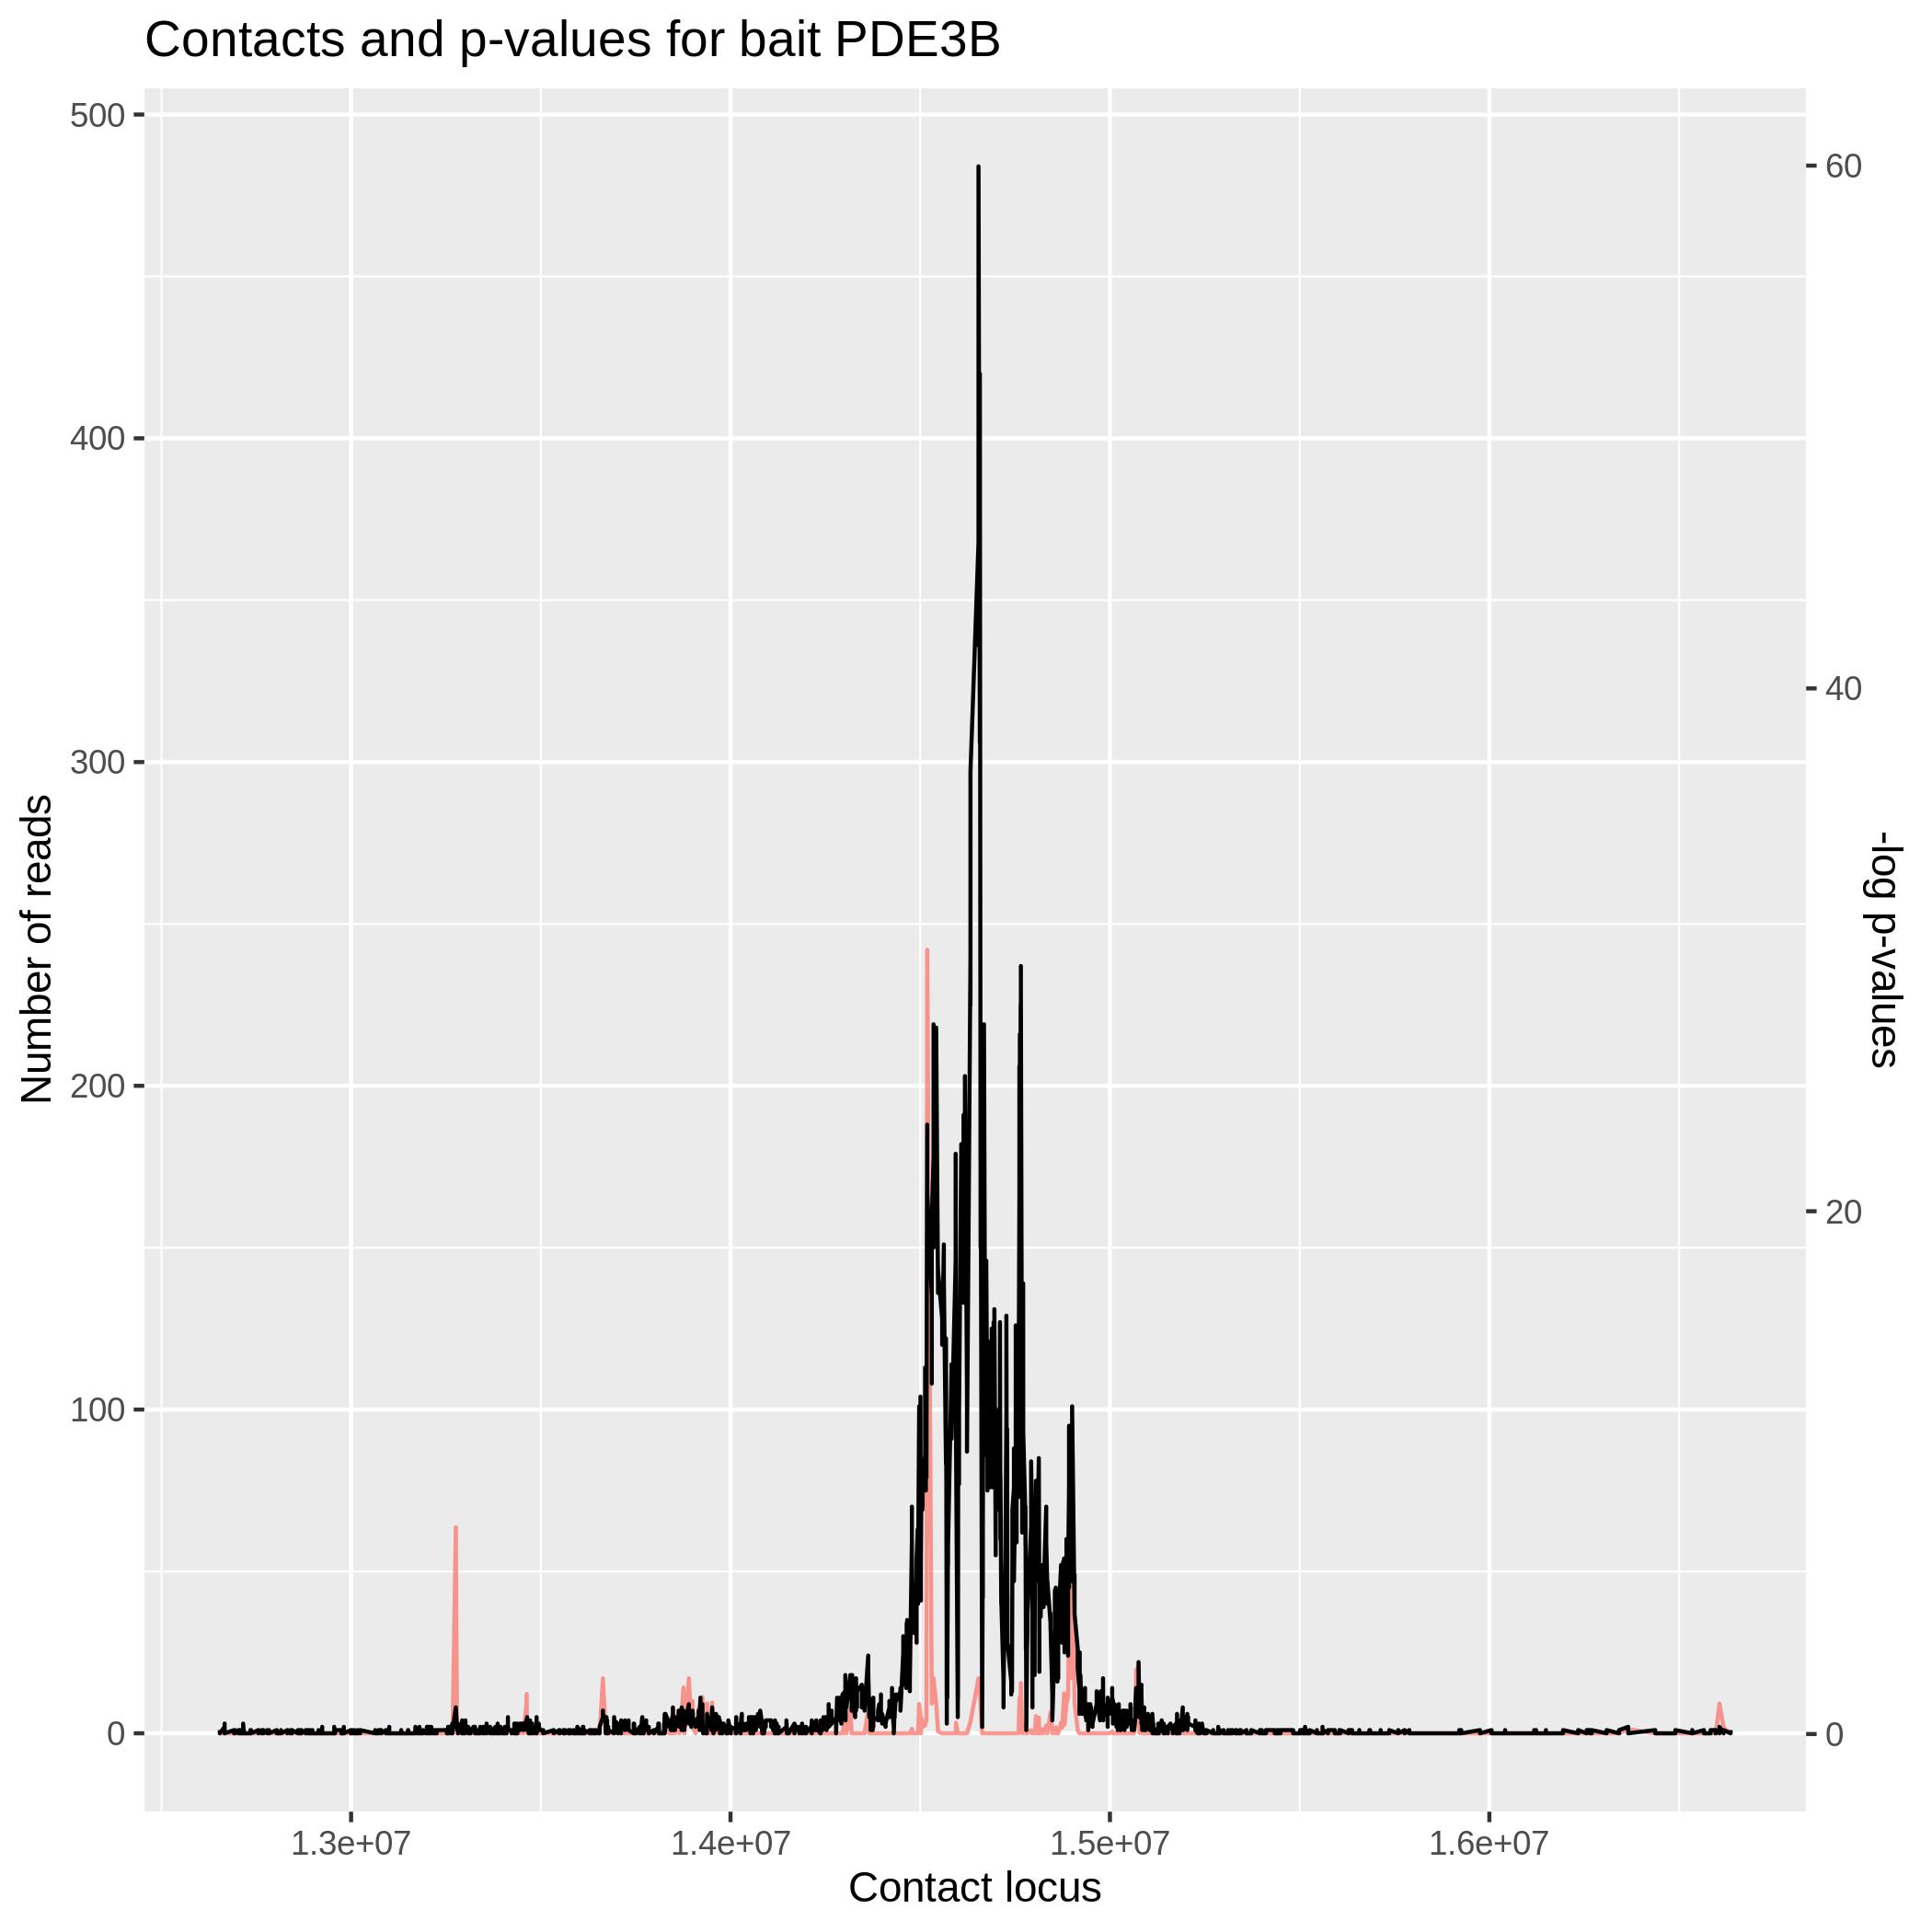 Contacts and p-values for bait PDE3B
500
400
300
200
100
0
Number of reads
60
40
20
0
-log p-values
1.3e+07 1.4e+07 1.5e+07 1.6e+07
Contact locus